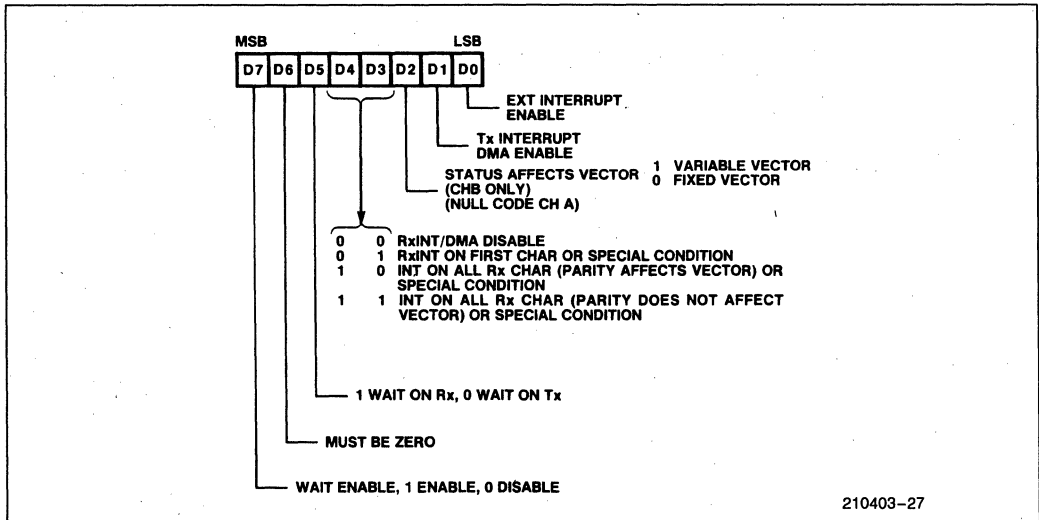 MSB LSB
D7 D6 D5 D4 D3 D2 D1 D0
EXT INTERRUPT
ENABLE
Tx INTERRUPT
DMA ENABLE
STATUS AFFECTS VECTOR
(CHB ONLY)
(NULL CODE CH A)
1 VARIABLE VECTOR
0 FIXED VECTOR
0 0 RxINT/DMA DISABLE
0 1 RxINT ON FIRST CHAR OR SPECIAL CONDITION
1 0 INT ON ALL Rx CHAR (PARITY AFFECTS VECTOR) OR
SPECIAL CONDITION
1 1 INT ON ALL Rx CHAR (PARITY DOES NOT AFFECT
VECTOR) OR SPECIAL CONDITION
1 WAIT ON Rx, 0 WAIT ON Tx
MUST BE ZERO
WAIT ENABLE, 1 ENABLE, 0 DISABLE
210403-27